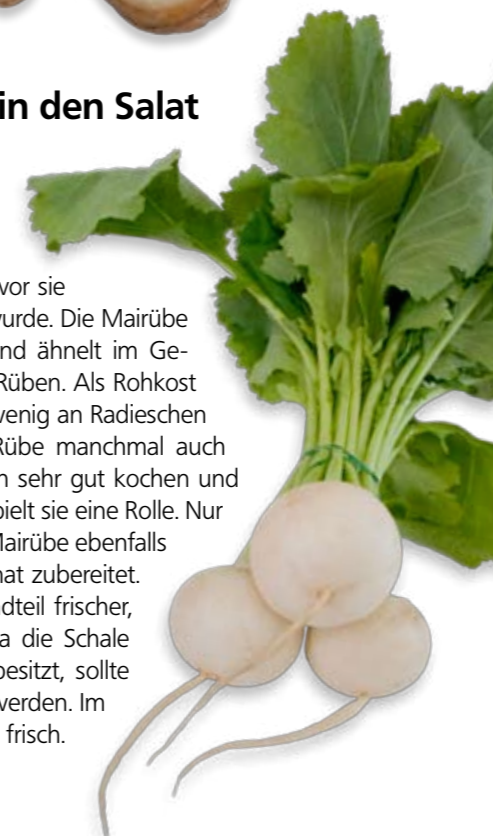 in den Salat
vor sie
wurde. Die Mairübe
nd ähnelt im Ge-
Rüben. Als Rohkost
wenig an Radieschen
Rübe manchmal auch
n sehr gut kochen und
pielt sie eine Rolle. Nur
Mairübe ebenfalls
nat zubereitet.
dteil frischer,
a die Schale
besitzt, sollte
werden. Im
frisch.